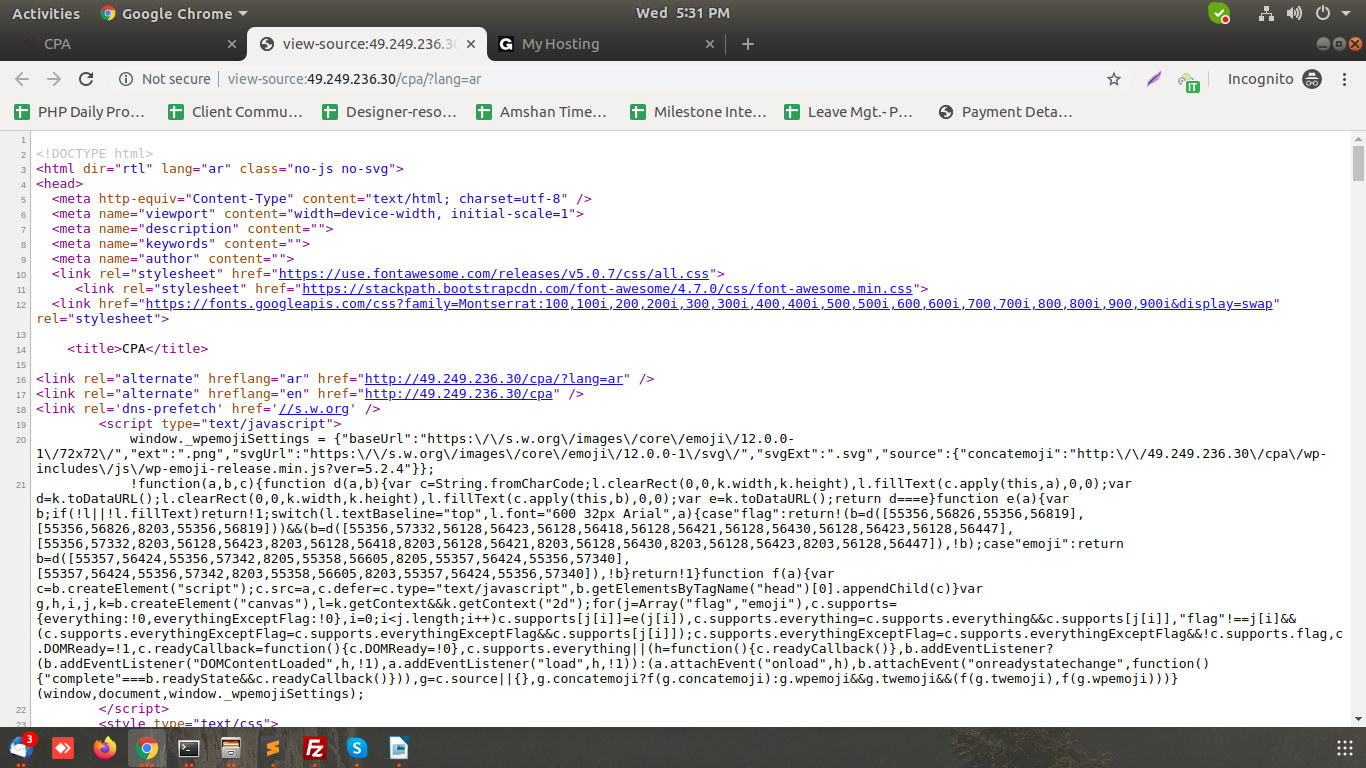 Activities Google Chrome Wed 5:31 PM
CPA view-source:49.249.236.30 My Hosting
Not secure view-source:49.249.236.30/cpa/?lang=ar Incognito
PHP Daily Pro… Client Commu… Designer-reso… Amshan Time… Milestone Inte… Leave Mgt.- P… Payment Deta…
1
2 <!DOCTYPE html>
3 <html dir="rtl" lang="ar" class="no-js no-svg">
4 <head>
5 <meta http-equiv="Content-Type" content="text/html; charset=utf-8" />
6 <meta name="viewport" content="width=device-width, initial-scale=1">
7 <meta name="description" content="">
8 <meta name="keywords" content="">
9 <meta name="author" content="">
10 <link rel="stylesheet" href="https://use.fontawesome.com/releases/v5.0.7/css/all.css">
11 <link rel="stylesheet" href="https://stackpath.bootstrapcdn.com/font-awesome/4.7.0/css/font-awesome.min.css">
12 <link href="https://fonts.googleapis.com/css?family=Montserrat:100,100i,200,200i,300,300i,400,400i,500,500i,600,600i,700,700i,800,800i,900,900i&display=swap"
rel="stylesheet">
13
14 <title>CPA</title>
15
16 <link rel="alternate" hreflang="ar" href="http://49.249.236.30/cpa/?lang=ar" />
17 <link rel="alternate" hreflang="en" href="http://49.249.236.30/cpa" />
18 <link rel='dns-prefetch' href='//s.w.org' />
19 <script type="text/javascript">
20 window._wpemojiSettings = {"baseUrl":"https:\/\/s.w.org\/images\/core\/emoji\/12.0.0-
1\/72x72\/","ext":".png","svgUrl":"https:\/\/s.w.org\/images\/core\/emoji\/12.0.0-1\/svg\/","svgExt":".svg","source":{"concatemoji":"http:\/\/49.249.236.30\/cpa\/wp-
includes\/js\/wp-emoji-release.min.js?ver=5.2.4"}};
21 !function(a,b,c){function d(a,b){var c=String.fromCharCode;l.clearRect(0,0,k.width,k.height),l.fillText(c.apply(this,a),0,0);var
d=k.toDataURL();l.clearRect(0,0,k.width,k.height),l.fillText(c.apply(this,b),0,0);var e=k.toDataURL();return d===e}function e(a){var
b;if(!l||!l.fillText)return!1;switch(l.textBaseline="top",l.font="600 32px Arial",a){case"flag":return!(b=d([55356,56826,55356,56819],
[55356,56826,8203,55356,56819]))&&(b=d([55356,57332,56128,56423,56128,56418,56128,56421,56128,56430,56128,56423,56128,56447],
[55356,57332,8203,56128,56423,8203,56128,56418,8203,56128,56421,8203,56128,56430,8203,56128,56423,8203,56128,56447]),!b);case"emoji":return
b=d([55357,56424,55356,57342,8205,55358,56605,8205,55357,56424,55356,57340],
[55357,56424,55356,57342,8203,55358,56605,8203,55357,56424,55356,57340]),!b}return!1}function f(a){var
c=b.createElement("script");c.src=a,c.defer=c.type="text/javascript",b.getElementsByTagName("head")[0].appendChild(c)}var
g,h,i,j,k=b.createElement("canvas"),l=k.getContext&&k.getContext("2d");for(j=Array("flag","emoji"),c.supports=
{everything:!0,everythingExceptFlag:!0},i=0;i<j.length;i++)c.supports[j[i]]=e(j[i]),c.supports.everything=c.supports.everything&&c.supports[j[i]],"flag"!==j[i]&&
(c.supports.everythingExceptFlag=c.supports.everythingExceptFlag&&c.supports[j[i]]);c.supports.everythingExceptFlag=c.supports.everythingExceptFlag&&!c.supports.flag,c
.DOMReady=!1,c.readyCallback=function(){c.DOMReady=!0},c.supports.everything||(h=function(){c.readyCallback()},b.addEventListener?
(b.addEventListener("DOMContentLoaded",h,!1),a.addEventListener("load",h,!1)):(a.attachEvent("onload",h),b.attachEvent("onreadystatechange",function()
{"complete"===b.readyState&&c.readyCallback()})),g=c.source||{},g.concatemoji?f(g.concatemoji):g.wpemoji&&g.twemoji&&(f(g.twemoji),f(g.wpemoji)))}
(window,document,window._wpemojiSettings);
22 </script>
23 <style type="text/css">
3